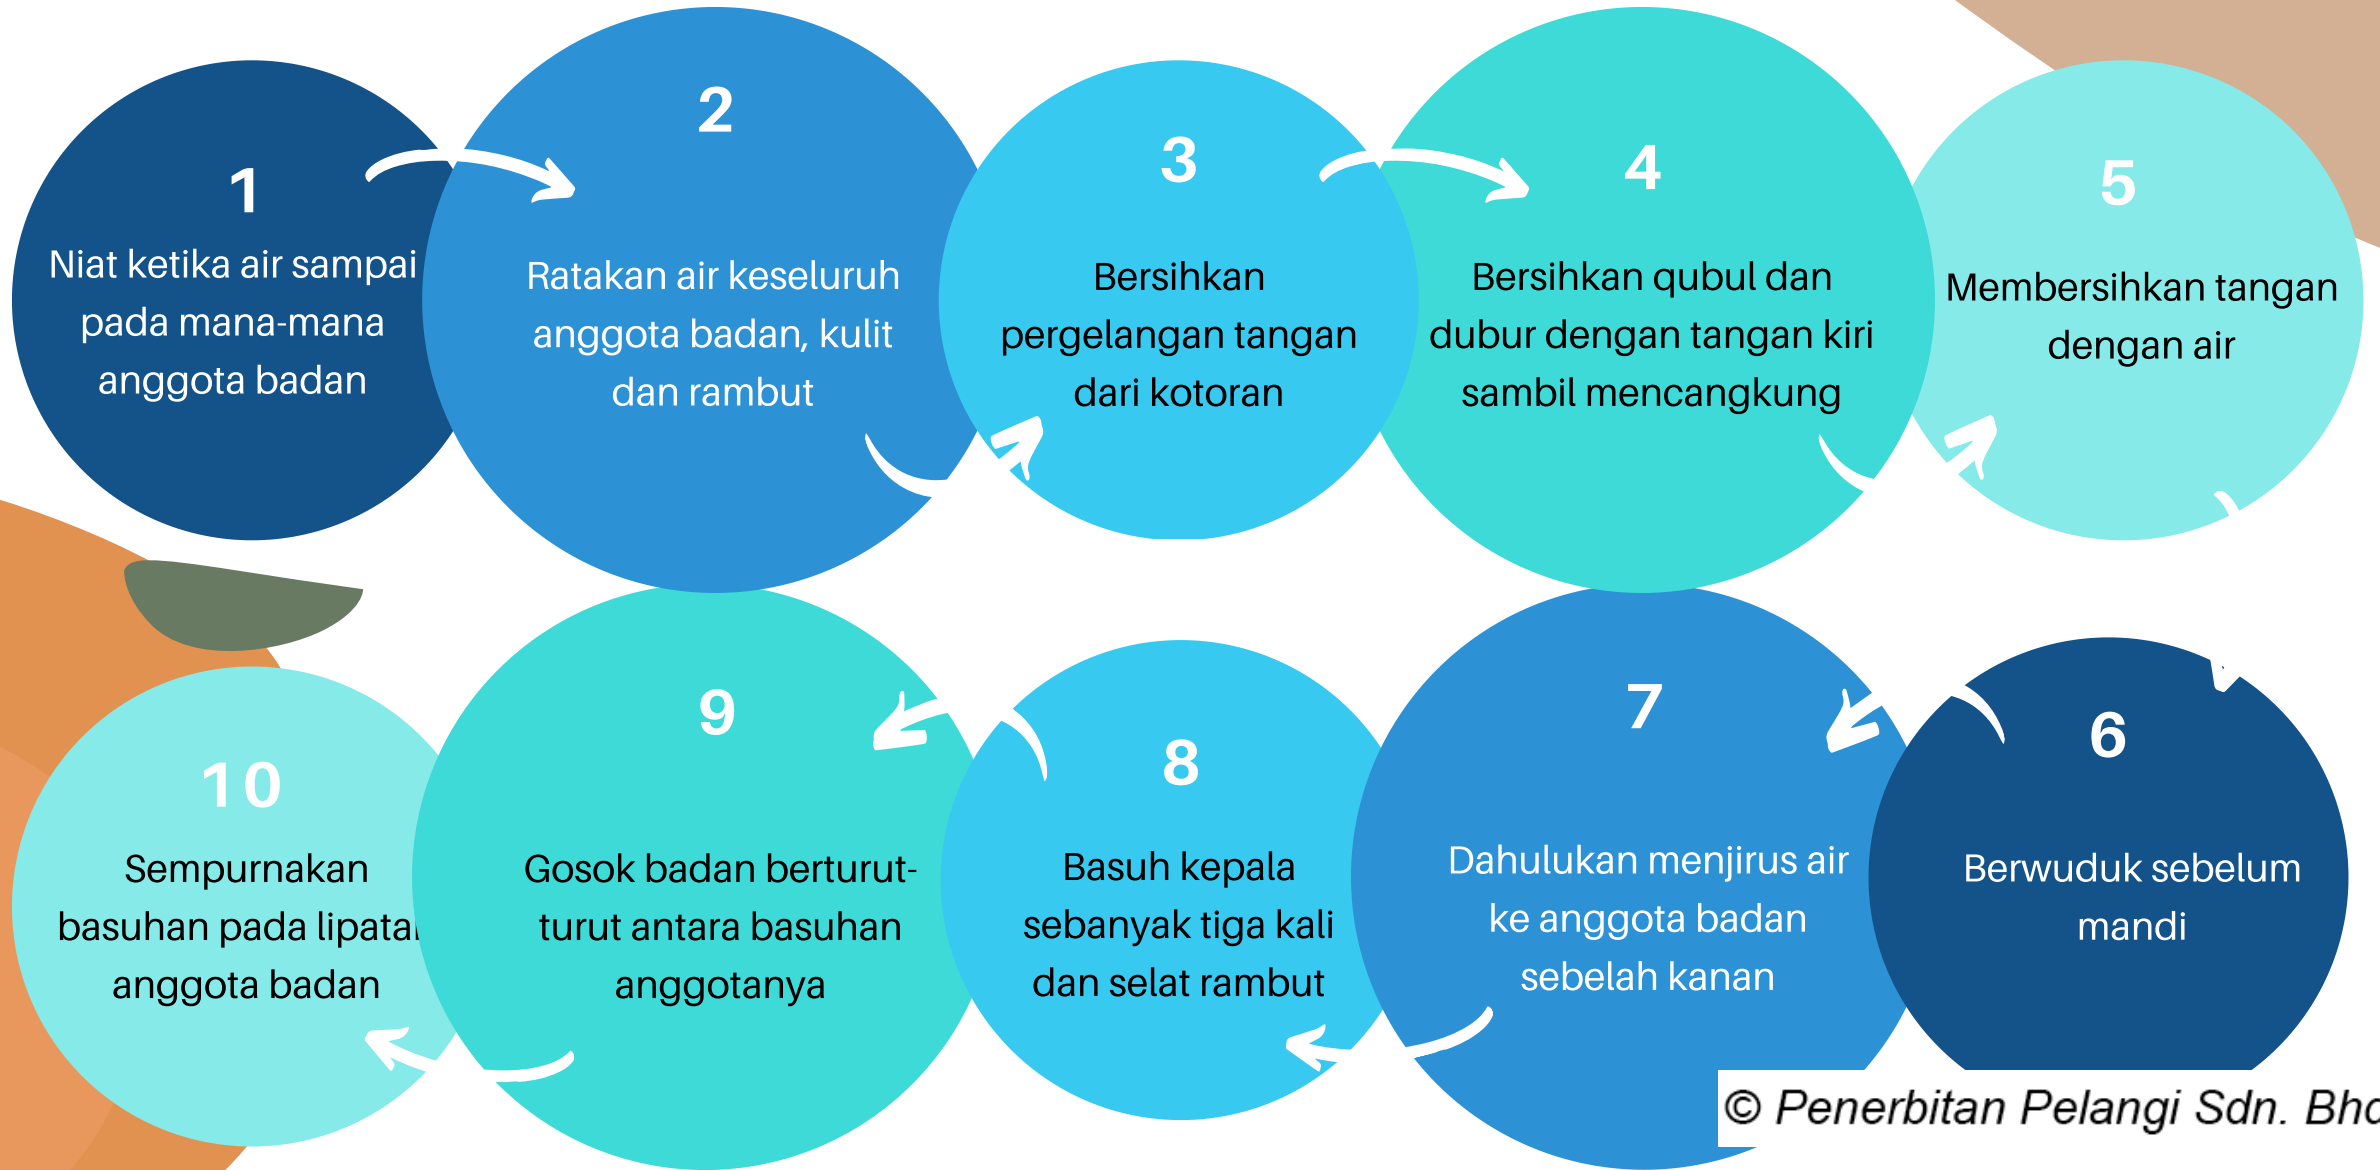 1
Niat ketika air sampai
pada mana-mana
anggota badan
2
Ratakan air keseluruh
anggota badan, kulit
dan rambut
3
Bersihkan
pergelangan tangan
dari kotoran
4
Bersihkan qubul dan
dubur dengan tangan kiri
sambil mencangkung
5
Membersihkan tangan
dengan air
6
Berwuduk sebelum
mandi
7
Dahulukan menjirus air
ke anggota badan
sebelah kanan
8
Basuh kepala
sebanyak tiga kali
dan selat rambut
9
Gosok badan berturut-
turut antara basuhan
anggotanya
10
Sempurnakan
basuhan pada
anggota badan
© Penerbitan Pelangi Sdn.